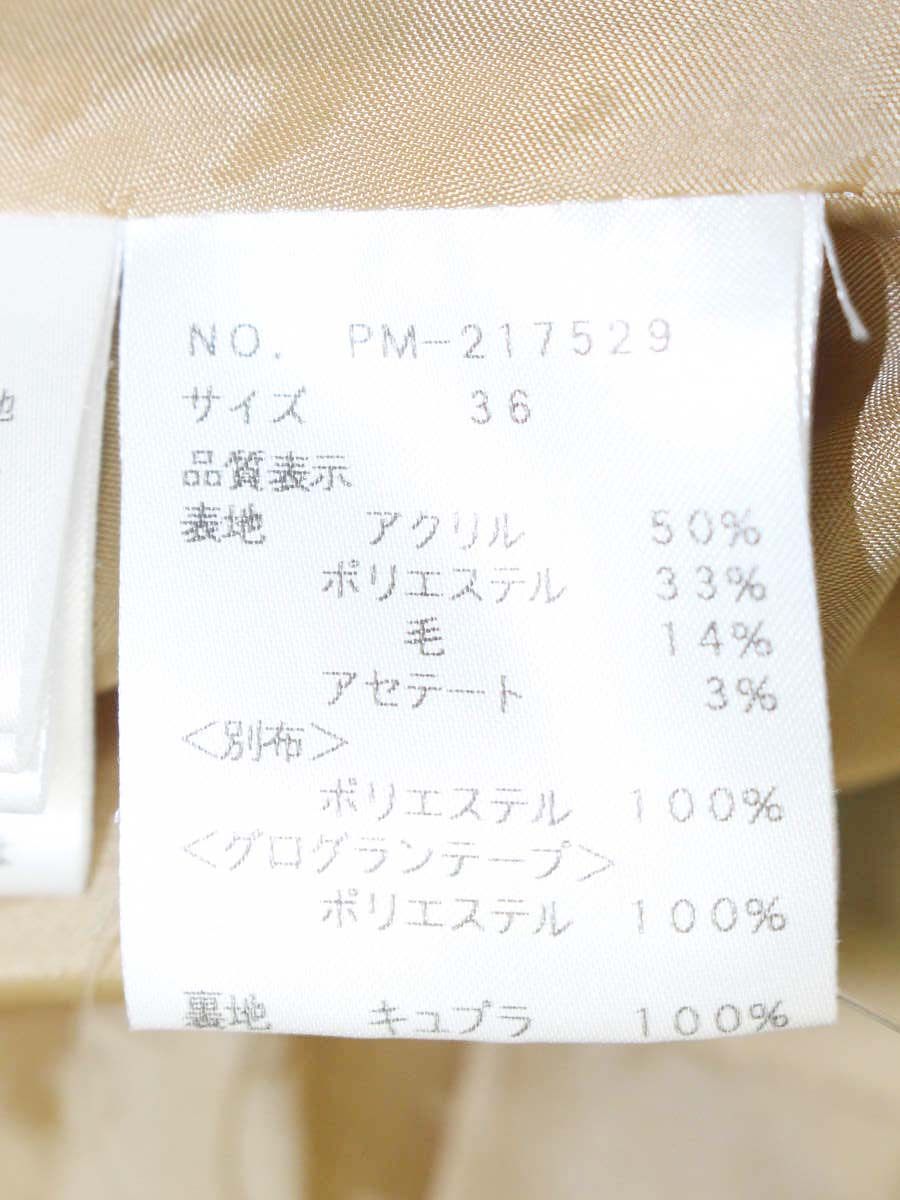 NO. PM-217529
サイズ 36
品質表示
表地 アクリル 50%
ポリエステル 33%
毛 14%
アセテート 3%
<別布>
ポリエステル 100%
<グログランテープ>
ポリエステル 100%
裏地 キュプラ 100%
地